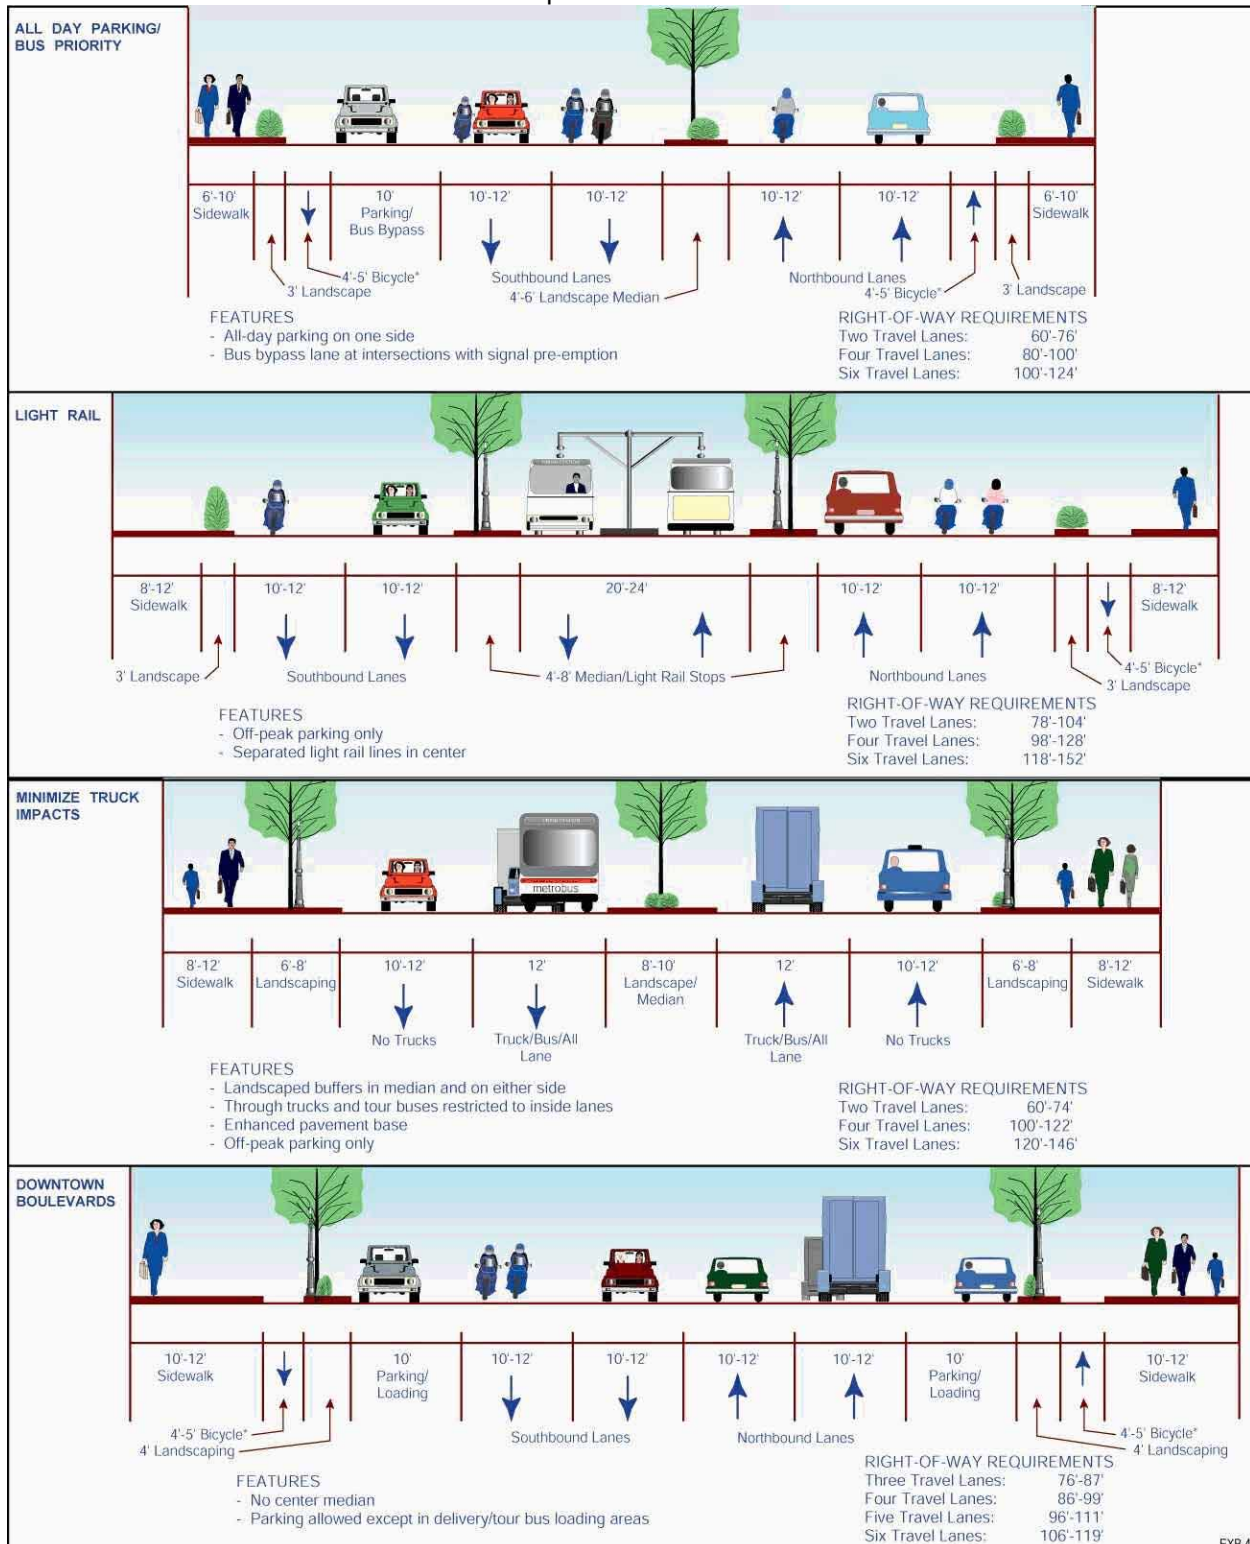 ALL DAY PARKING/
BUS PRIORITY
6'-10'
Sidewalk
10'
Parking/
Bus Bypass
10'-12'
10'-12'
10'-12'
10'-12'
6'-10'
Sidewalk
4'-5' Bicycle*
3' Landscape
Southbound Lanes
4'-6' Landscape Median
Northbound Lanes
4'-5' Bicycle*
3' Landscape
FEATURES
- All-day parking on one side
- Bus bypass lane at intersections with signal pre-emption
RIGHT-OF-WAY REQUIREMENTS
Two Travel Lanes: 60'-76'
Four Travel Lanes: 80'-100'
Six Travel Lanes: 100'-124'
LIGHT RAIL
8'-12'
Sidewalk
10'-12'
10'-12'
20'-24'
10'-12'
10'-12'
8'-12'
Sidewalk
3' Landscape
Southbound Lanes
4'-8' Median/Light Rail Stops
Northbound Lanes
4'-5' Bicycle*
3' Landscape
FEATURES
- Off-peak parking only
- Separated light rail lines in center
RIGHT-OF-WAY REQUIREMENTS
Two Travel Lanes: 78'-104'
Four Travel Lanes: 98'-128'
Six Travel Lanes: 118'-152'
MINIMIZE TRUCK
IMPACTS
metrobus
8'-12'
Sidewalk
6'-8'
Landscaping
10'-12'
12'
8'-10'
Landscape/
Median
12'
10'-12'
6'-8'
Landscaping
8'-12'
Sidewalk
No Trucks
Truck/Bus/All
Lane
Truck/Bus/All
Lane
No Trucks
FEATURES
- Landscaped buffers in median and on either side
- Through trucks and tour buses restricted to inside lanes
- Enhanced pavement base
- Off-peak parking only
RIGHT-OF-WAY REQUIREMENTS
Two Travel Lanes: 60'-74'
Four Travel Lanes: 100'-122'
Six Travel Lanes: 120'-146'
DOWNTOWN
BOULEVARDS
10'-12'
Sidewalk
10'
Parking/
Loading
10'-12'
10'-12'
10'-12'
10'-12'
10'
Parking/
Loading
10'-12'
Sidewalk
4'-5' Bicycle*
4' Landscaping
Southbound Lanes
Northbound Lanes
4'-5' Bicycle*
4' Landscaping
FEATURES
- No center median
- Parking allowed except in delivery/tour bus loading areas
RIGHT-OF-WAY REQUIREMENTS
Three Travel Lanes: 76'-87'
Four Travel Lanes: 86'-99'
Five Travel Lanes: 96'-111'
Six Travel Lanes: 106'-119'